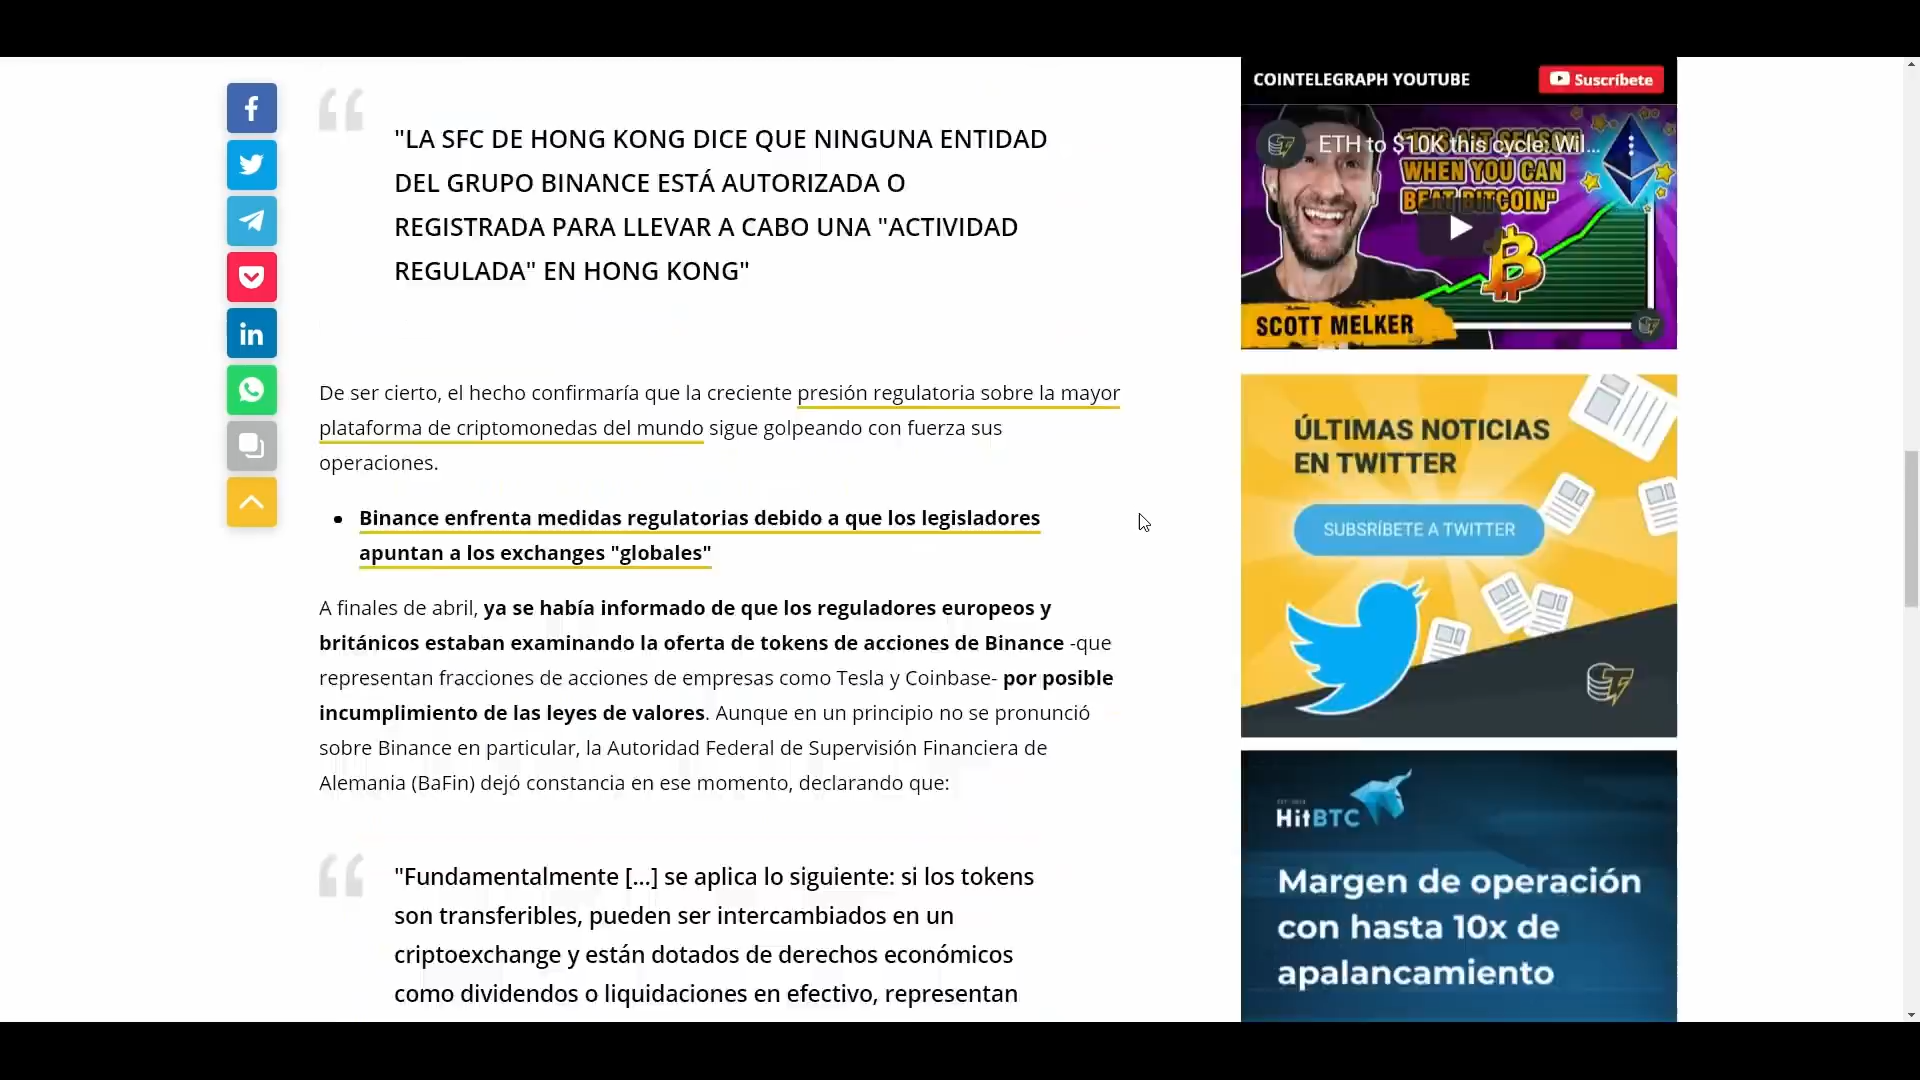 "LA SFC DE HONG KONG DICE QUE NINGUNA ENTIDAD
DEL GRUPO BINANCE ESTÁ AUTORIZADA O
REGISTRADA PARA LLEVAR A CABO UNA "ACTIVIDAD
REGULADA" EN HONG KONG"
De ser cierto, el hecho confirmaría que la creciente presión regulatoria sobre la mayor
plataforma de criptomonedas del mundo sigue golpeando con fuerza sus
operaciones.
Binance enfrenta medidas regulatorias debido a que los legisladores
apuntan a los exchanges "globales"
A finales de abril, ya se había informado de que los reguladores europeos y
británicos estaban examinando la oferta de tokens de acciones de Binance -que
representan fracciones de acciones de empresas como Tesla y Coinbase- por posible
incumplimiento de las leyes de valores. Aunque en un principio no se pronunció
sobre Binance en particular, la Autoridad Federal de Supervisión Financiera de
Alemania (BaFin) dejó constancia en ese momento, declarando que:
"Fundamentalmente [...] se aplica lo siguiente: si los tokens
son transferibles, pueden ser intercambiados en un
criptoexchange y están dotados de derechos económicos
como dividendos o liquidaciones en efectivo, representan
COINTELEGRAPH YOUTUBE
Suscríbete
ETH to $10K this cycle: Wil...
WHEN YOU CAN
BEAT BITCOIN"
SCOTT MELKER
ÚLTIMAS NOTICIAS
EN TWITTER
SUBSRÍBETE A TWITTER
HitBTC
Margen de operación
con hasta 10x de
apalancamiento